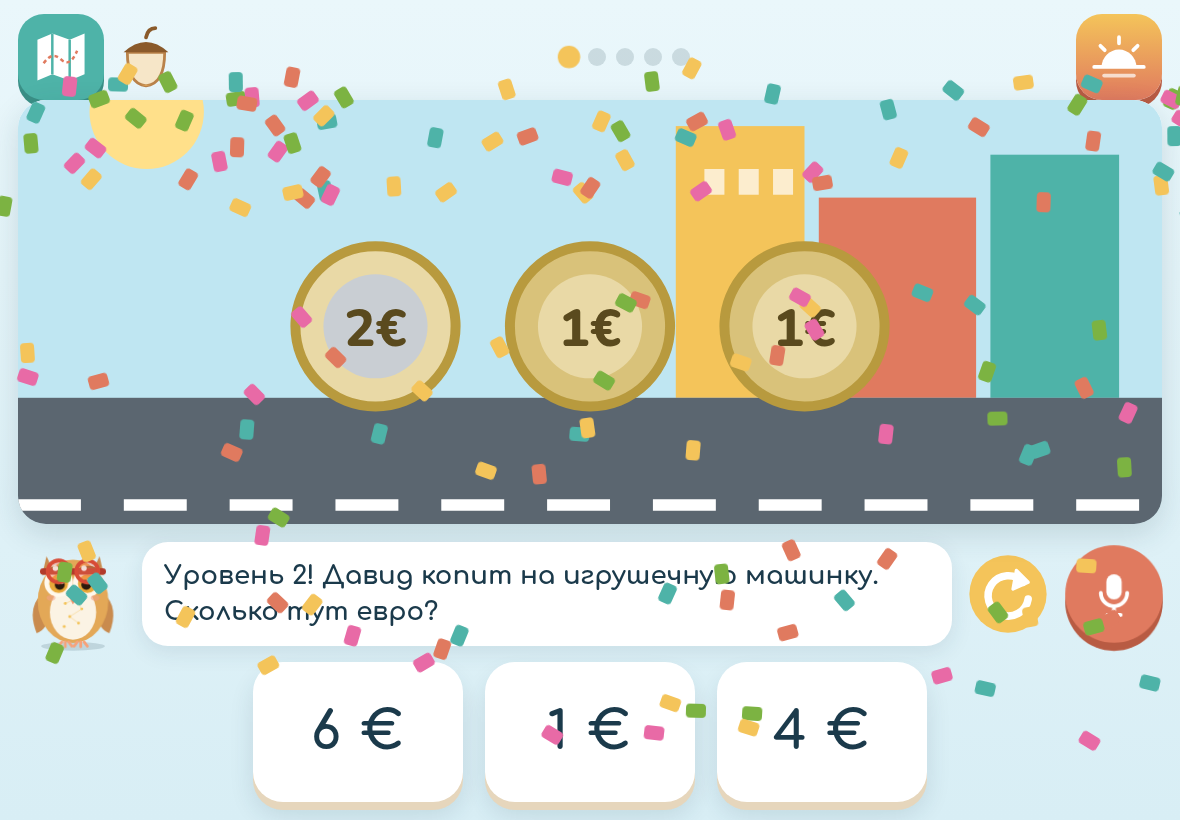 2€ 1€ 1€
Уровень 2! Давид копит на игрушечную машинку.
Сколько тут евро?
6 € 1 € 4 €